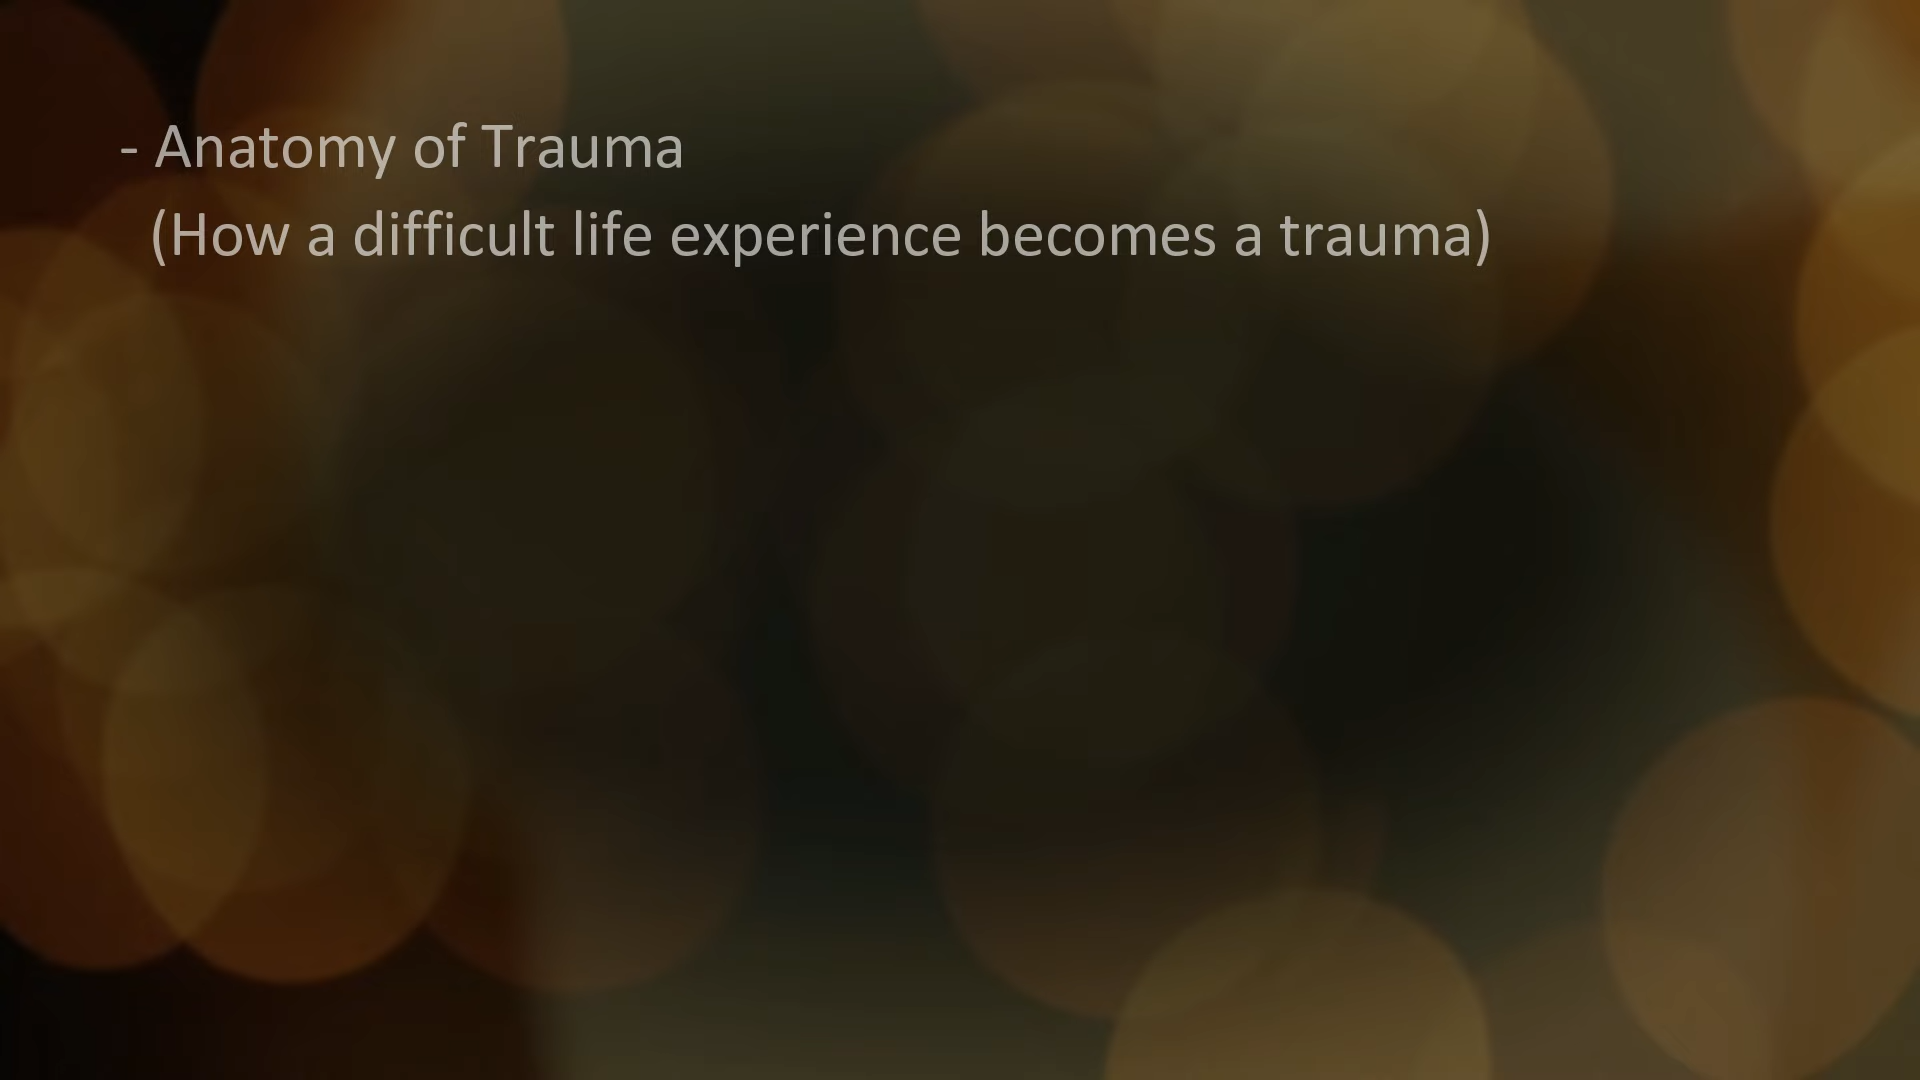 - Anatomy of Trauma
(How a difficult life experience becomes a trauma)